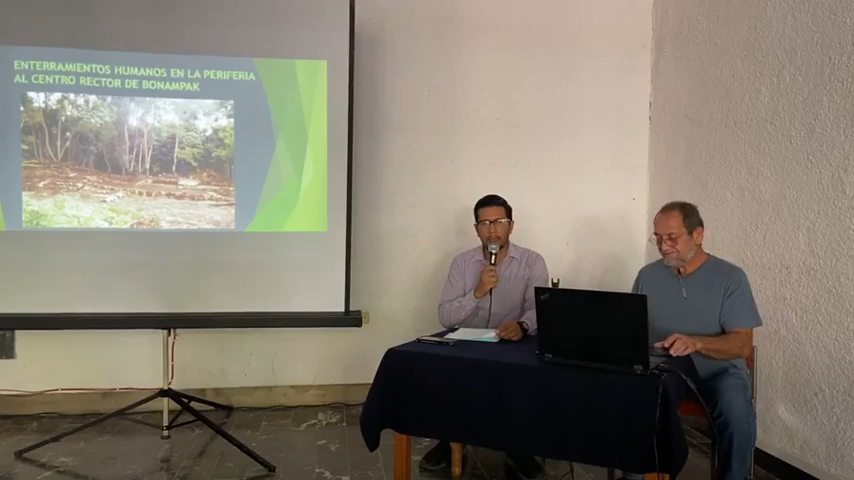 ENTERRAMIENTOS HUMANOS EN LA PERIFERIA
AL CENTRO RECTOR DE BONAMPAK